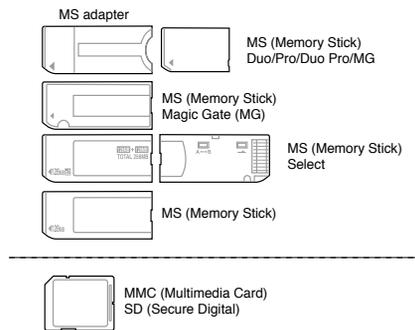 MS adapter
MS (Memory Stick)
Duo/Pro/Duo Pro/MG
MS (Memory Stick)
Magic Gate (MG)
TOTAL 256MB
A↔B
MS (Memory Stick)
Select
MS (Memory Stick)
MMC (Multimedia Card)
SD (Secure Digital)